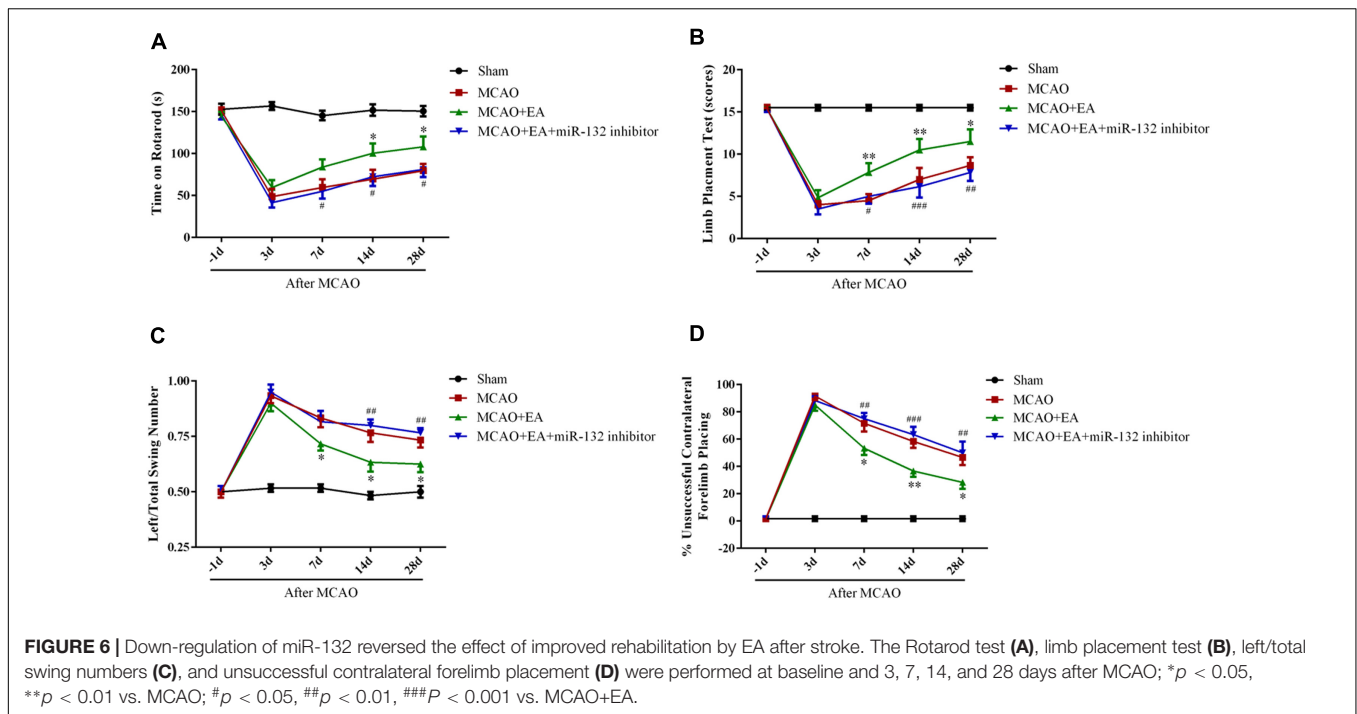 A
Time on Rotarod (s)
200
150
100
50
0
* *
# # #
-1d 3d 7d 14d 28d
After MCAO
Sham
MCAO
MCAO+EA
MCAO+EA+miR-132 inhibitor
B
Limb Placment Test (scores)
20
15
10
5
0
** ** *
# ### ##
-1d 3d 7d 14d 28d
After MCAO
Sham
MCAO
MCAO+EA
MCAO+EA+miR-132 inhibitor
C
Left/Total Swing Number
1.00
0.75
0.50
0.25
## ##
* * *
-1d 3d 7d 14d 28d
After MCAO
Sham
MCAO
MCAO+EA
MCAO+EA+miR-132 inhibitor
D
% Unsuccessful Contralateral
Forelimb Placing
100
80
60
40
20
0
-20
## ### ##
* ** *
-1d 3d 7d 14d 28d
After MCAO
Sham
MCAO
MCAO+EA
MCAO+EA+miR-132 inhibitor
FIGURE 6 | Down-regulation of miR-132 reversed the effect of improved rehabilitation by EA after stroke. The Rotarod test (A), limb placement test (B), left/total
swing numbers (C), and unsuccessful contralateral forelimb placement (D) were performed at baseline and 3, 7, 14, and 28 days after MCAO; *p < 0.05,
**p < 0.01 vs. MCAO; #p < 0.05, ##p < 0.01, ###P < 0.001 vs. MCAO+EA.